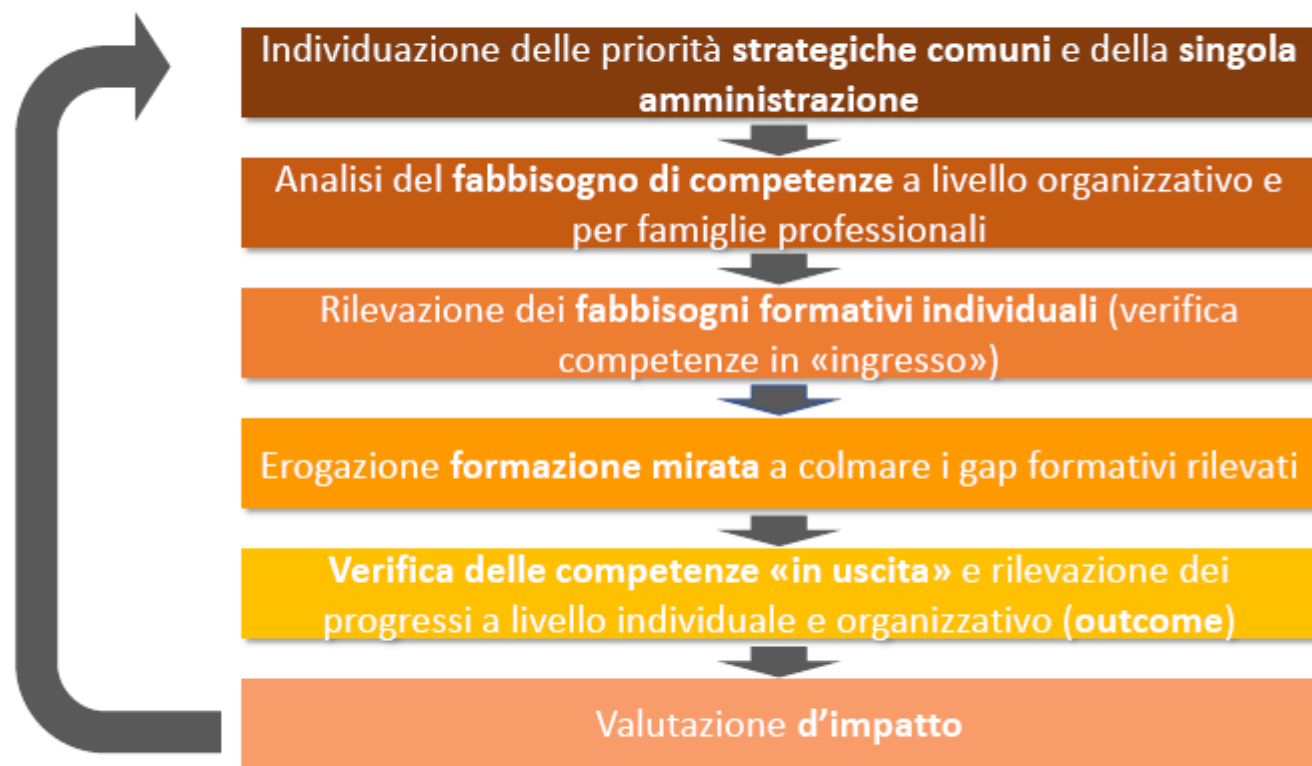 Individuazione delle priorità strategiche comuni e della singola
amministrazione
Analisi del fabbisogno di competenze a livello organizzativo e
per famiglie professionali
Rilevazione dei fabbisogni formativi individuali (verifica
competenze in «ingresso»)
Erogazione formazione mirata a colmare i gap formativi rilevati
Verifica delle competenze «in uscita» e rilevazione dei
progressi a livello individuale e organizzativo (outcome)
Valutazione d’impatto